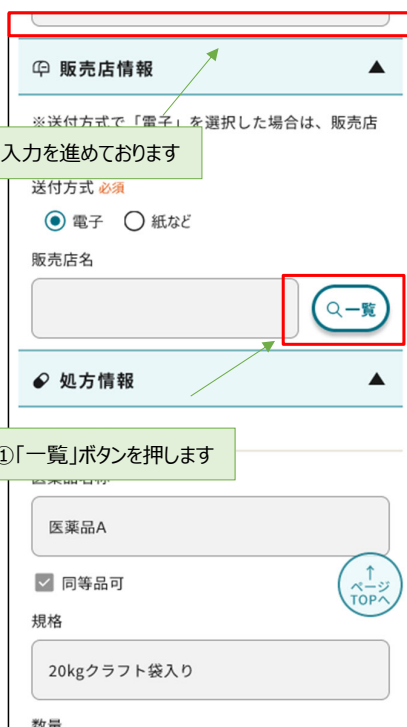 販売店情報 ▲
※送付方式で「電子」を選択した場合は、販売店
入力を進めております
送付方式 必須
電子 紙など
販売店名
一覧
処方情報 ▲
①「一覧」ボタンを押します
医薬品名称
医薬品A
同等品可
↑
ページ
TOPへ
規格
20kgクラフト袋入り
数量